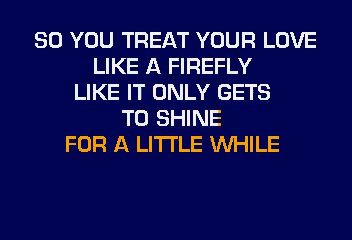 SO YOU TREAT YOUR LOVE
LIKE A FIREFLY
LIKE IT ONLY GETS
TO SHINE
FOR A LITTLE WHILE